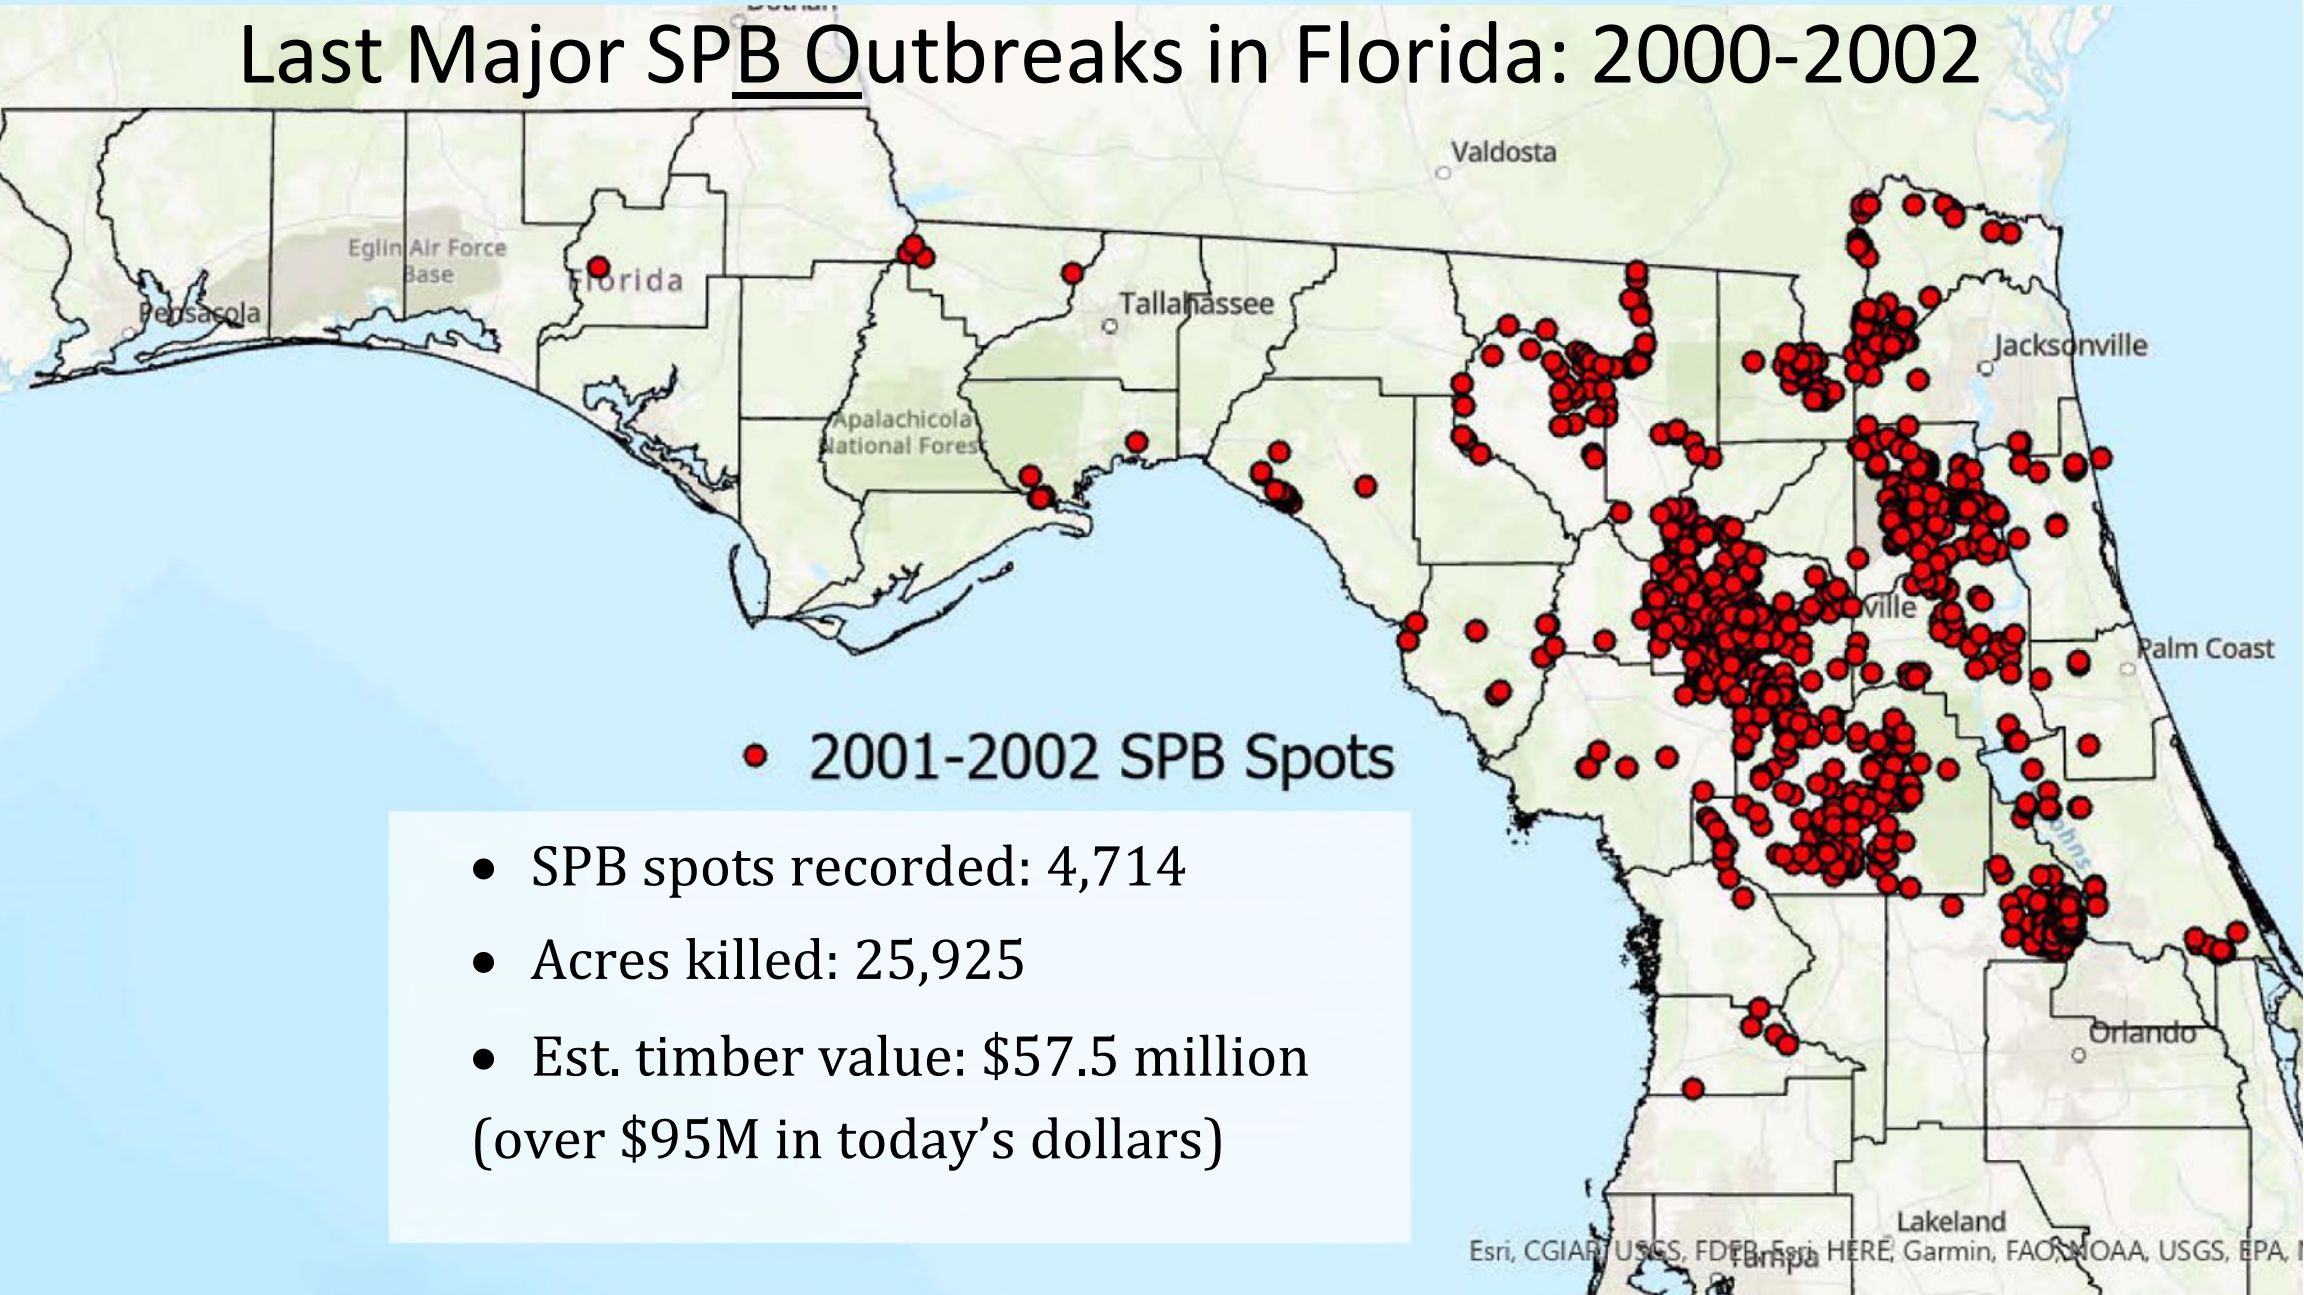 Last Major SPB Outbreaks in Florida: 2000-2002
Valdosta
Eglin Air Force
Base
Florida
Pensacola
Tallahassee
Jacksonville
Apalachicola
National Forest
ville
Palm Coast
• 2001-2002 SPB Spots
• SPB spots recorded: 4,714
• Acres killed: 25,925
• Est. timber value: $57.5 million
(over $95M in today’s dollars)
Johns
Orlando
Lakeland
Tampa
Esri, CGIAR, USGS, FDEP, Esri, HERE, Garmin, FAO, NOAA, USGS, EPA,